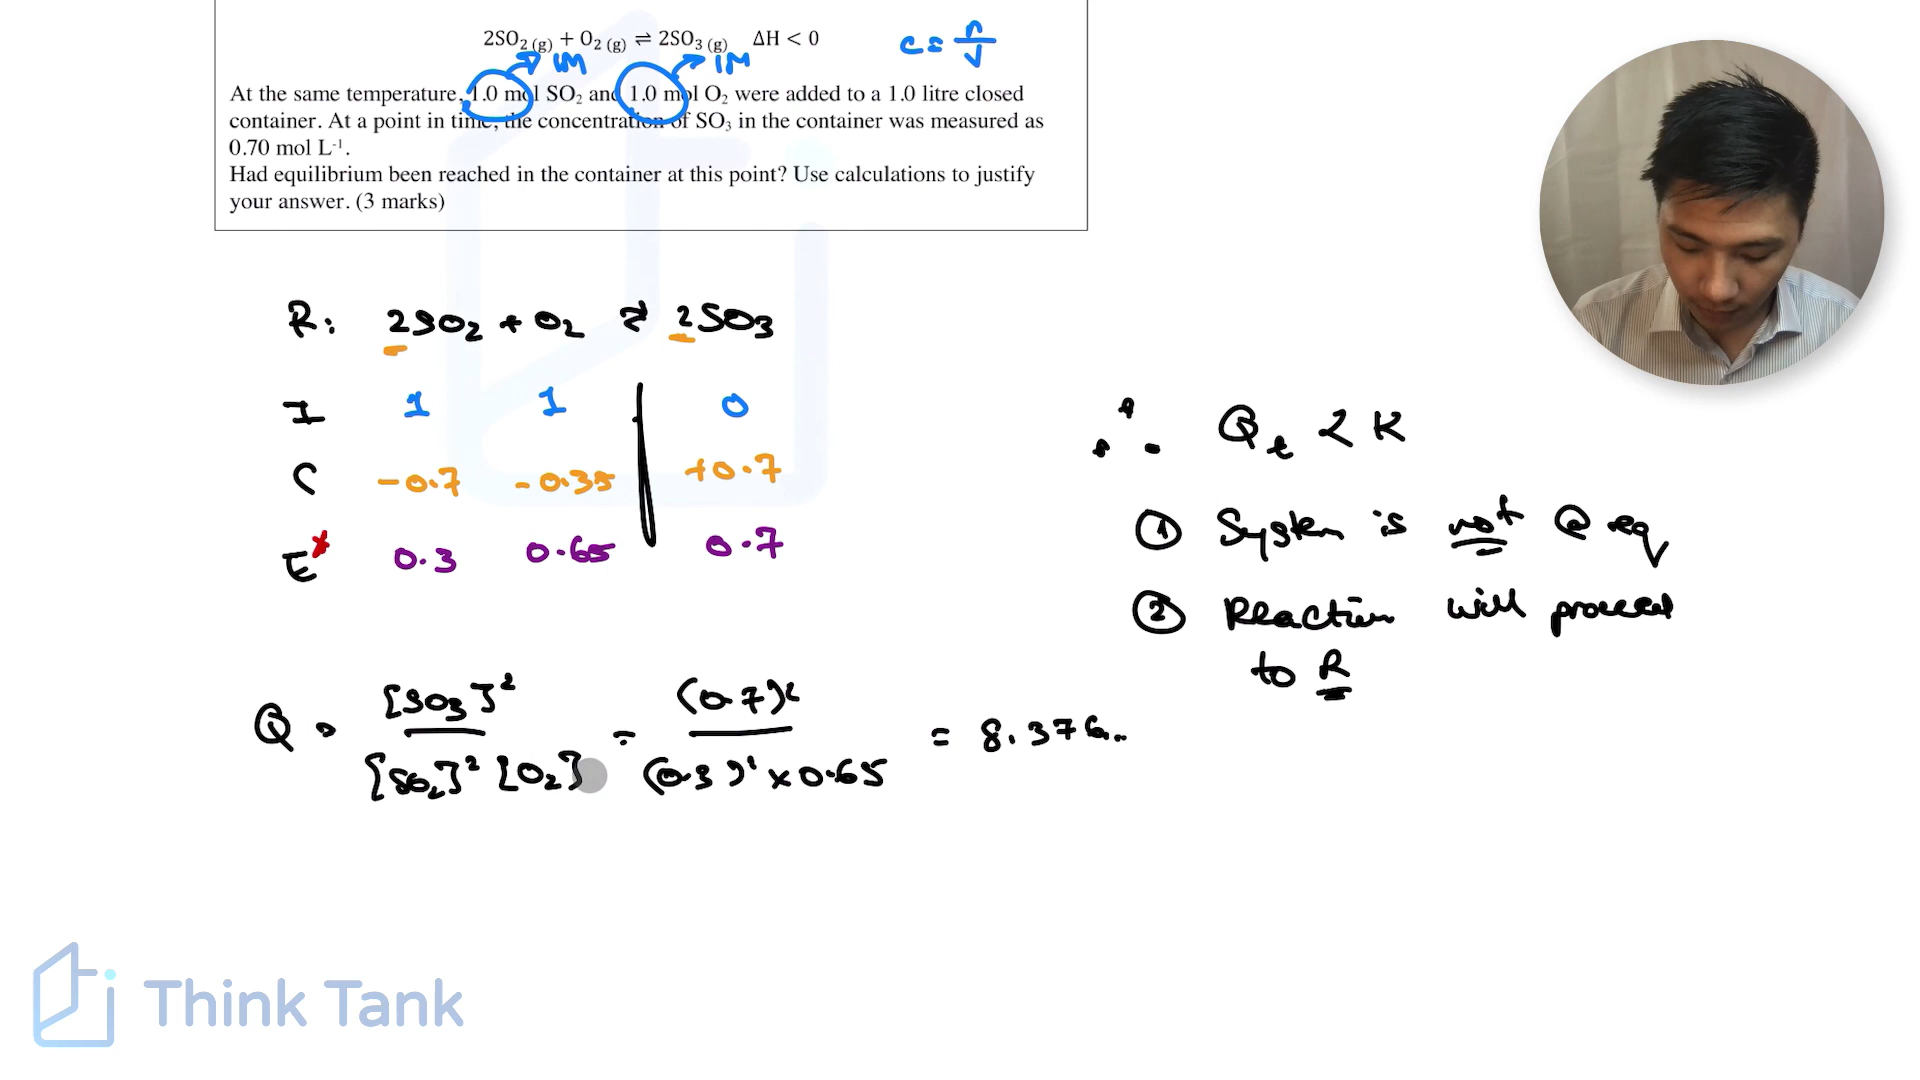 2SO₂ (g) + O₂ (g) ⇌ 2SO₃ (g) ΔH < 0
c = n/v
1M 1M
At the same temperature, 1.0 mol SO₂ and 1.0 mol O₂ were added to a 1.0 litre closed
container. At a point in time, the concentration of SO₃ in the container was measured as
0.70 mol L⁻¹.
Had equilibrium been reached in the container at this point? Use calculations to justify
your answer. (3 marks)
R: 2SO₂ + O₂ ⇌ 2SO₃
I 1 1 0
C -0.7 -0.35 +0.7
E* 0.3 0.65 0.7
Q = [SO₃]² / [SO₂]² [O₂] = (0.7)² / (0.3)² × 0.65 = 8.376...
∴ Qt < K
① System is not @ eq
② Reaction will proceed
to R
Think Tank